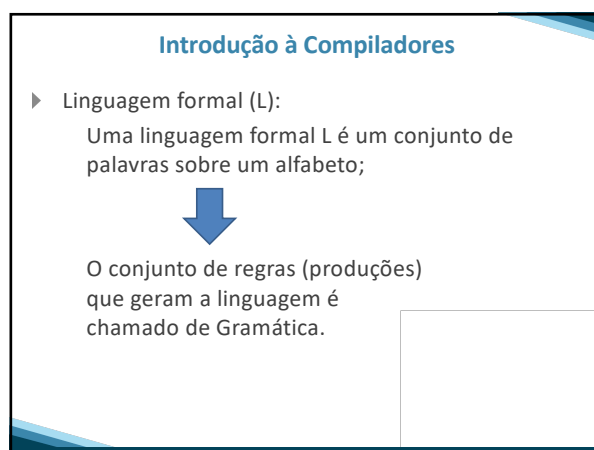 Introdução à Compiladores
Linguagem formal (L):
Uma linguagem formal L é um conjunto de
palavras sobre um alfabeto;
O conjunto de regras (produções)
que geram a linguagem é
chamado de Gramática.